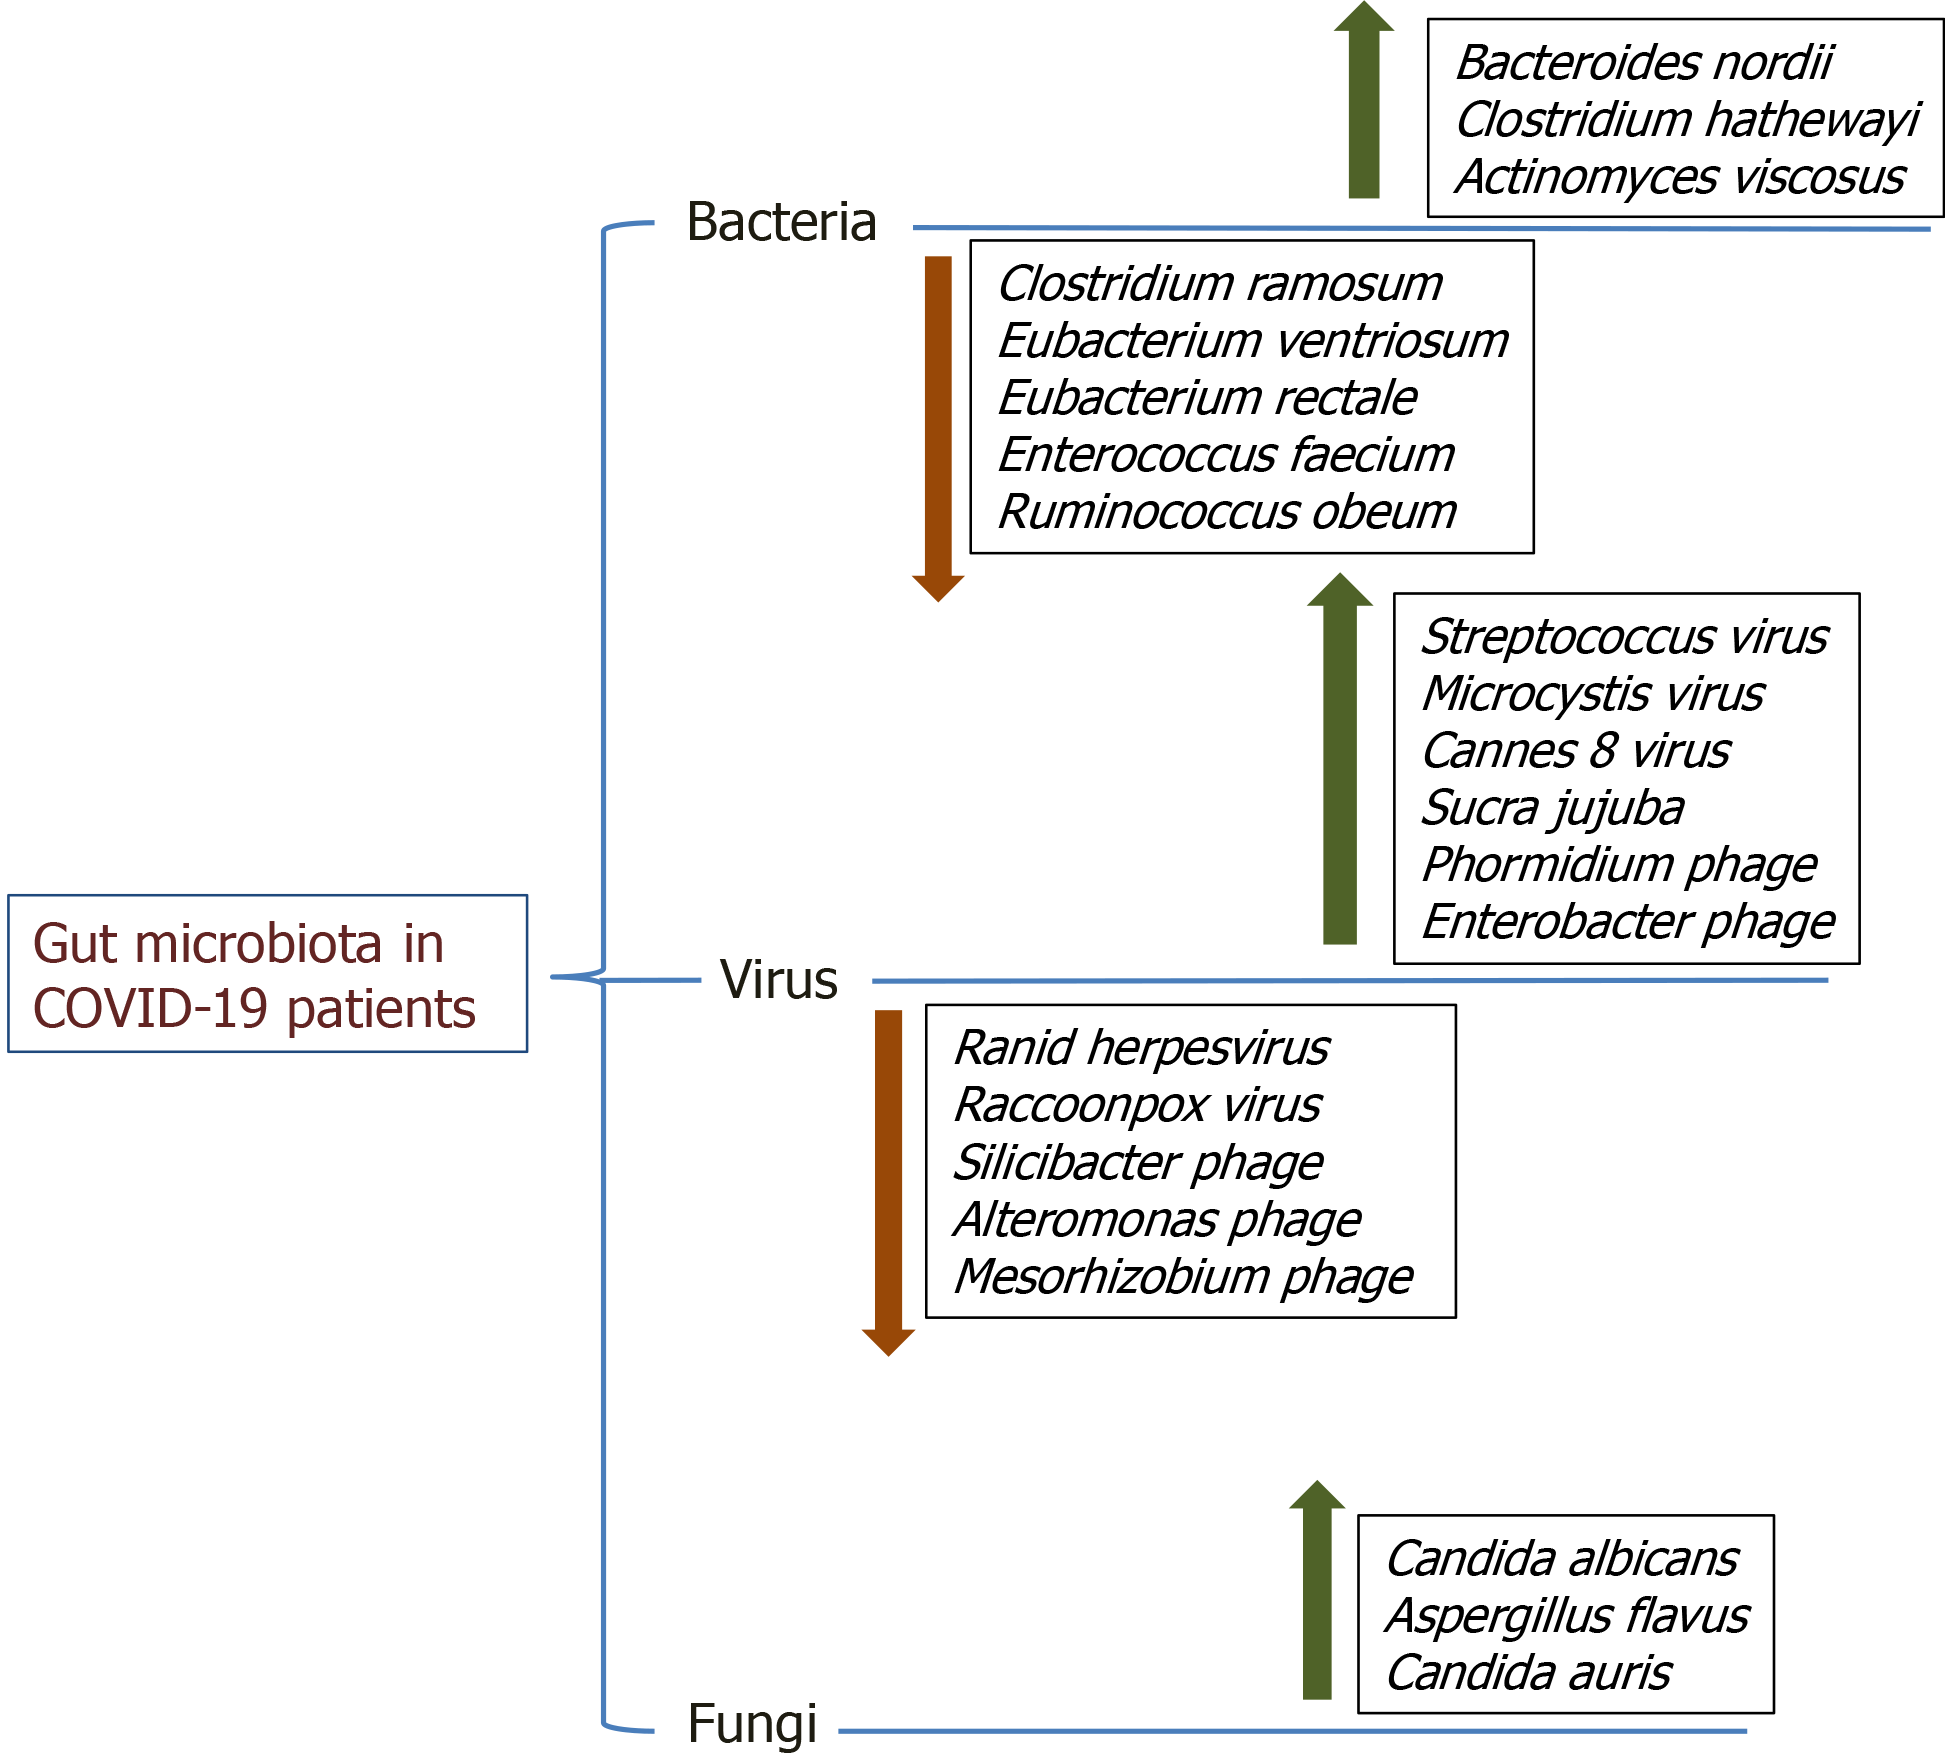 Bacteroides nordii
Clostridium hathewayi
Actinomyces viscosus
Bacteria
Clostridium ramosum
Eubacterium ventriosum
Eubacterium rectale
Enterococcus faecium
Ruminococcus obeum
Streptococcus virus
Microcystis virus
Cannes 8 virus
Sucra jujuba
Phormidium phage
Enterobacter phage
Gut microbiota in
COVID-19 patients
Virus
Ranid herpesvirus
Raccoonpox virus
Silicibacter phage
Alteromonas phage
Mesorhizobium phage
Candida albicans
Aspergillus flavus
Candida auris
Fungi